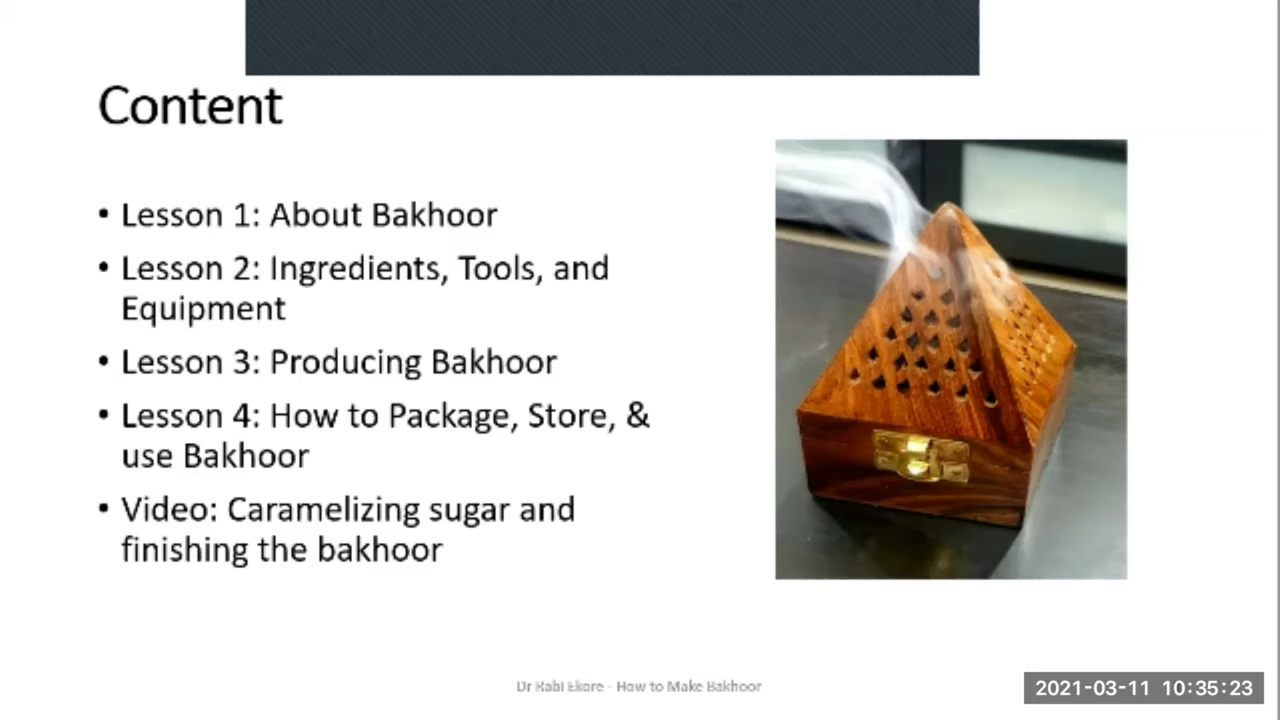 Content
• Lesson 1: About Bakhoor
• Lesson 2: Ingredients, Tools, and
Equipment
• Lesson 3: Producing Bakhoor
• Lesson 4: How to Package, Store, &
use Bakhoor
• Video: Caramelizing sugar and
finishing the bakhoor
Dr Rabi Ekore - How to Make Bakhoor
2021-03-11 10:35:23